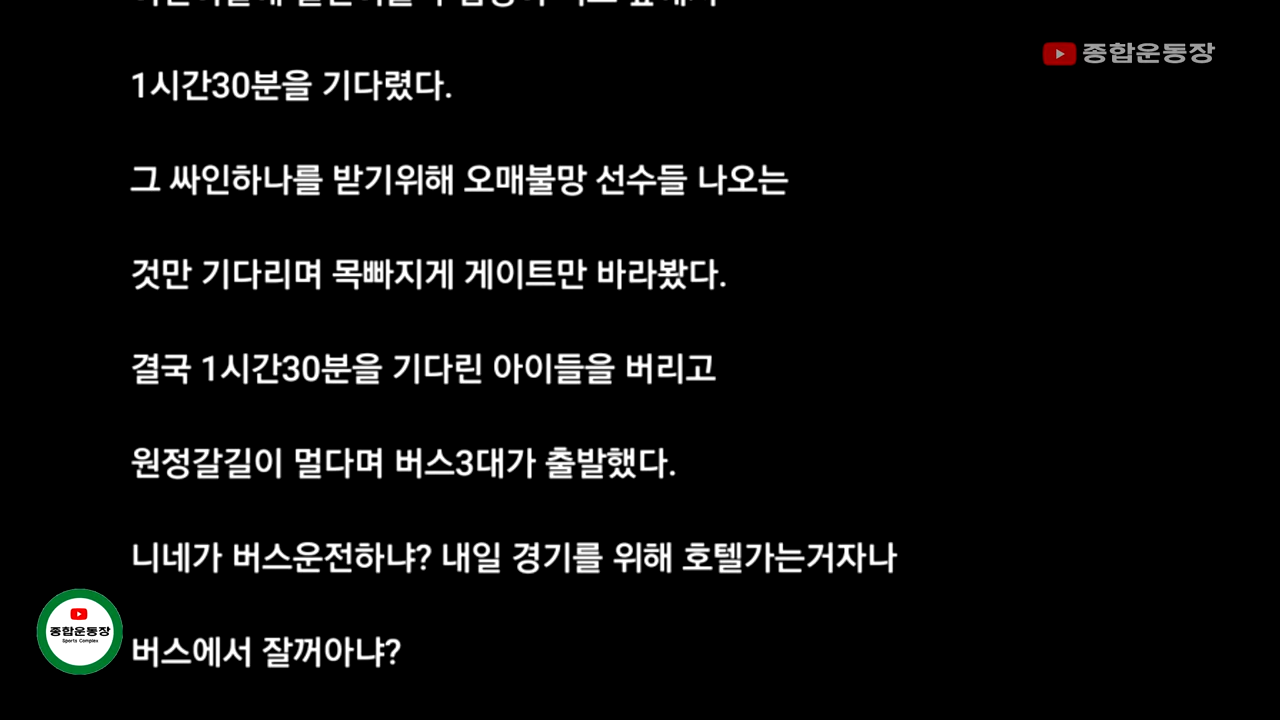 종합운동장
1시간30분을 기다렸다.
그 싸인하나를 받기위해 오매불망 선수들 나오는
것만 기다리며 목빠지게 게이트만 바라봤다.
결국 1시간30분을 기다린 아이들을 버리고
원정갈길이 멀다며 버스3대가 출발했다.
니네가 버스운전하냐? 내일 경기를 위해 호텔가는거자나
종합운동장
Sports Complex
버스에서 잘꺼아냐?